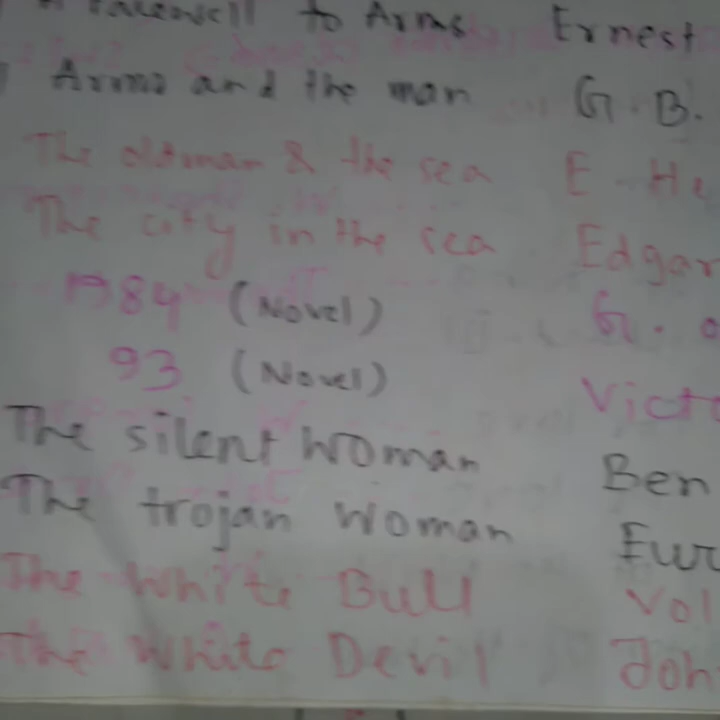 A Farewell to Arms Ernest
Arms and the man G. B.
The oldman & the sea E. He
The city in the sea Edgar
1984 (Novel) G. o
93 (Novel) Victo
The silent woman Ben
The trojan woman Eur
The White Bull Vol
The White Devil Joh